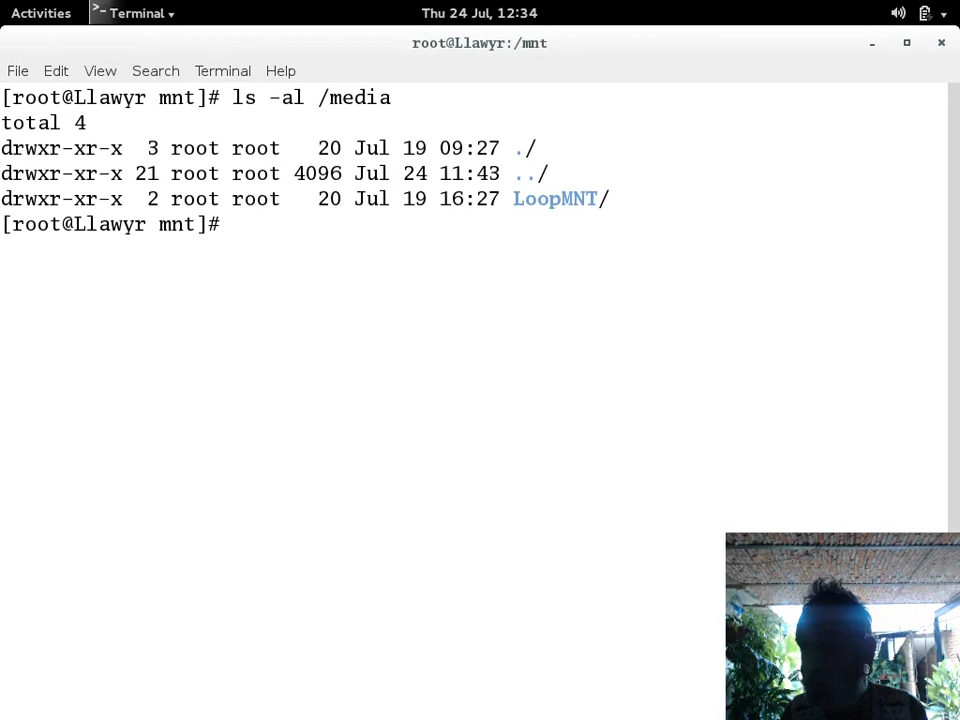 Activities Terminal Thu 24 Jul, 12:34
root@Llawyr:/mnt
File Edit View Search Terminal Help
[root@Llawyr mnt]# ls -al /media
total 4
drwxr-xr-x  3 root root   20 Jul 19 09:27 ./
drwxr-xr-x 21 root root 4096 Jul 24 11:43 ../
drwxr-xr-x  2 root root   20 Jul 19 16:27 LoopMNT/
[root@Llawyr mnt]#